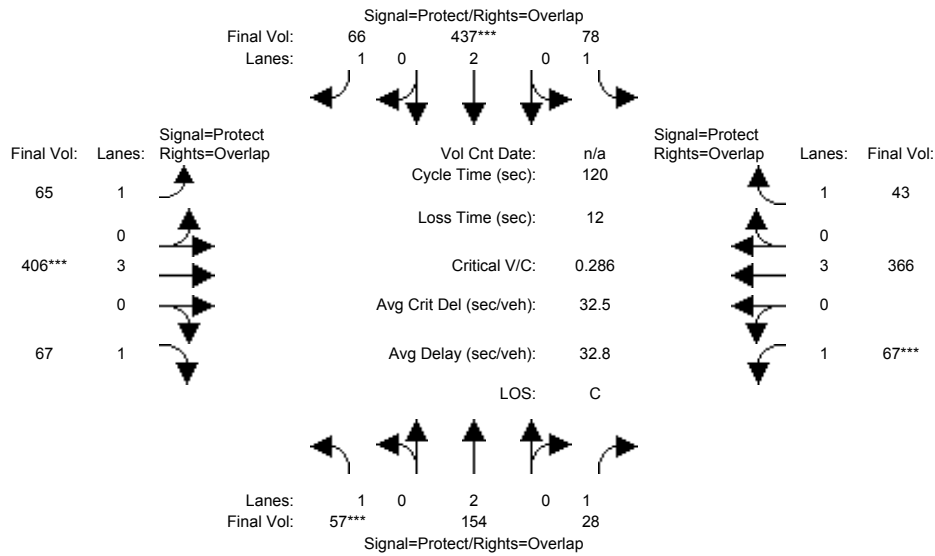 Signal=Protect/Rights=Overlap
Final Vol: 66 437*** 78
Lanes: 1 0 2 0 1
Signal=Protect
Final Vol: Lanes: Rights=Overlap
Vol Cnt Date: n/a
Signal=Protect
Rights=Overlap Lanes: Final Vol:
Cycle Time (sec): 120
65 1
1 43
Loss Time (sec): 12
0
0
406*** 3
Critical V/C: 0.286
3 366
0
Avg Crit Del (sec/veh): 32.5
0
67 1
Avg Delay (sec/veh): 32.8
1 67***
LOS: C
Lanes: 1 0 2 0 1
Final Vol: 57*** 154 28
Signal=Protect/Rights=Overlap